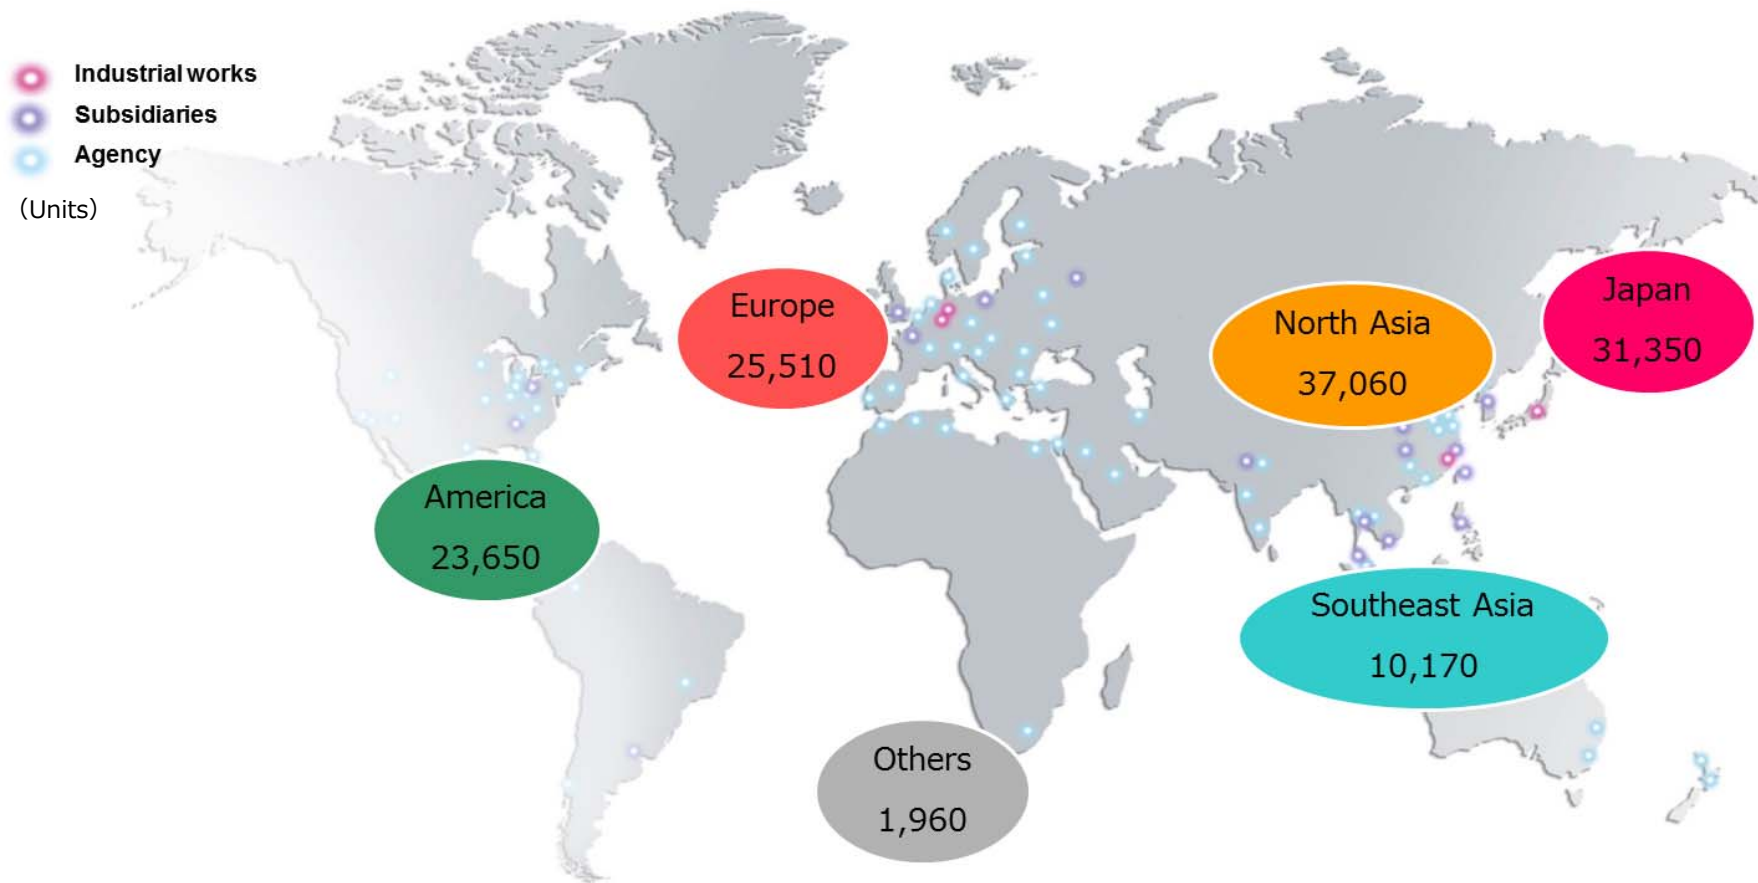 Industrial works
Subsidiaries
Agency
（Units）
Europe
25,510
North Asia
37,060
Japan
31,350
America
23,650
Southeast Asia
10,170
Others
1,960